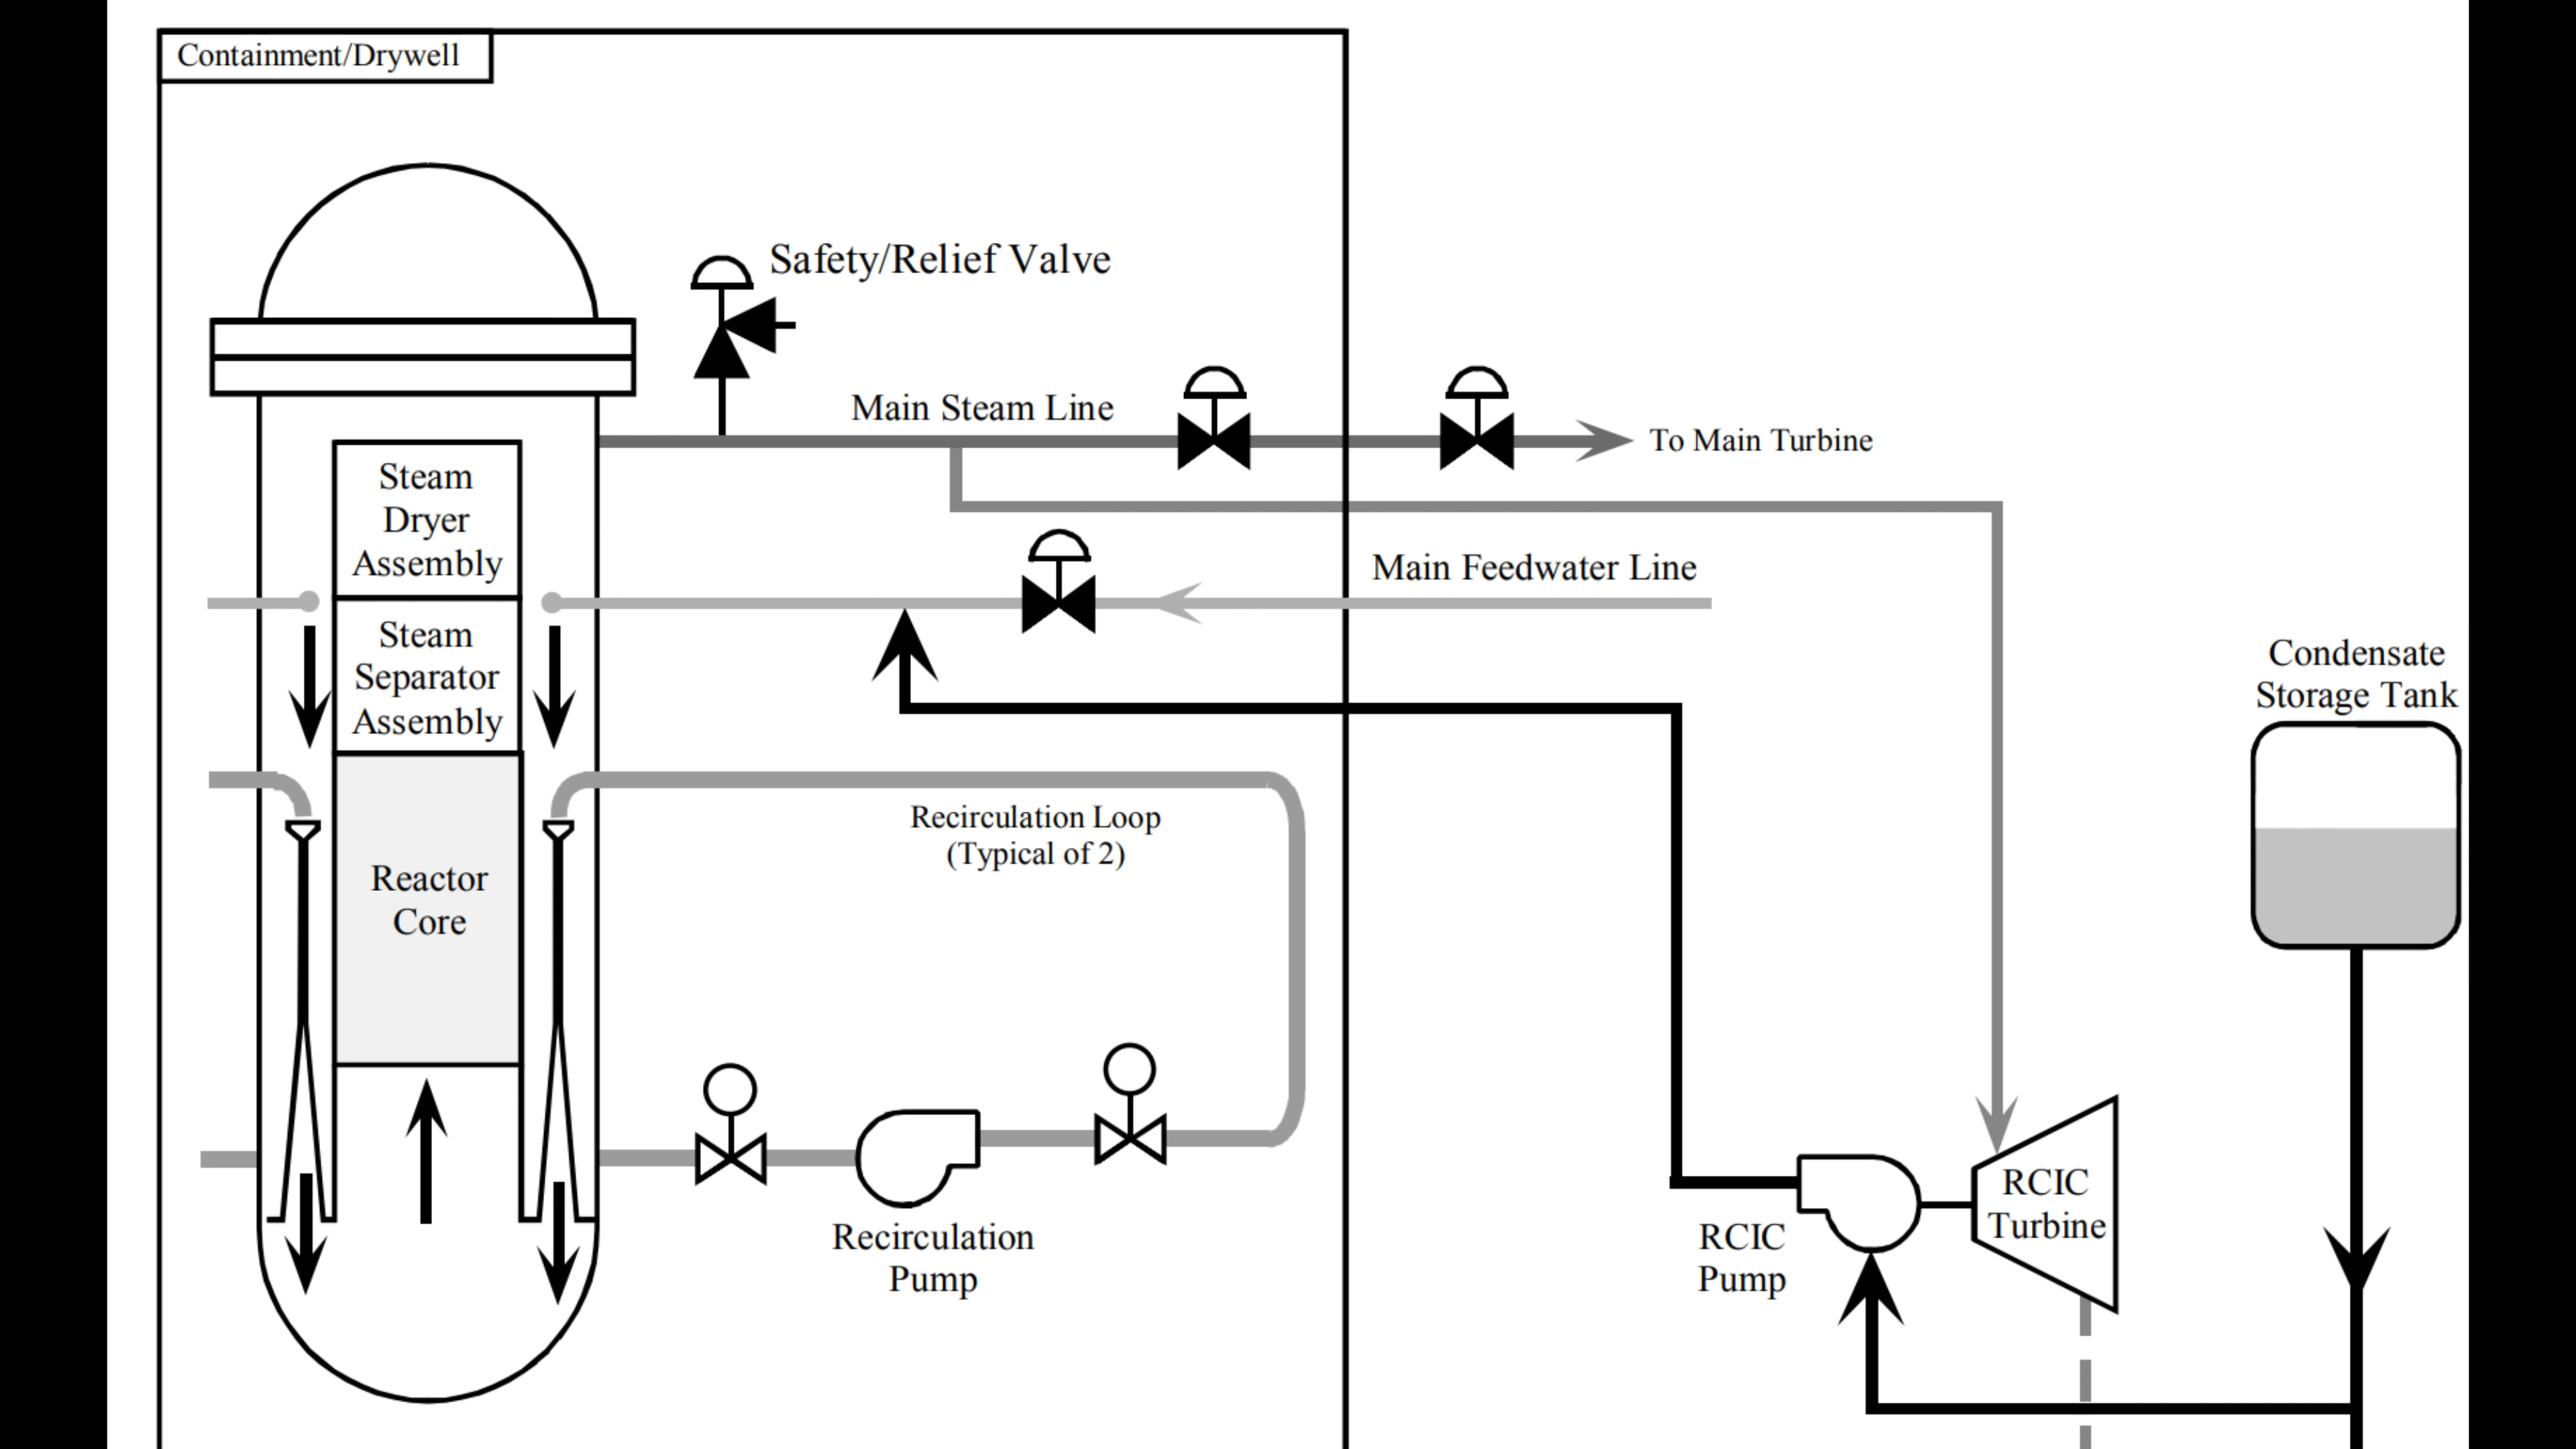 Containment/Drywell
Safety/Relief Valve
Main Steam Line
To Main Turbine
Steam
Dryer
Assembly
Main Feedwater Line
Steam
Separator
Assembly
Condensate
Storage Tank
Recirculation Loop
(Typical of 2)
Reactor
Core
RCIC
Turbine
Recirculation
Pump
RCIC
Pump